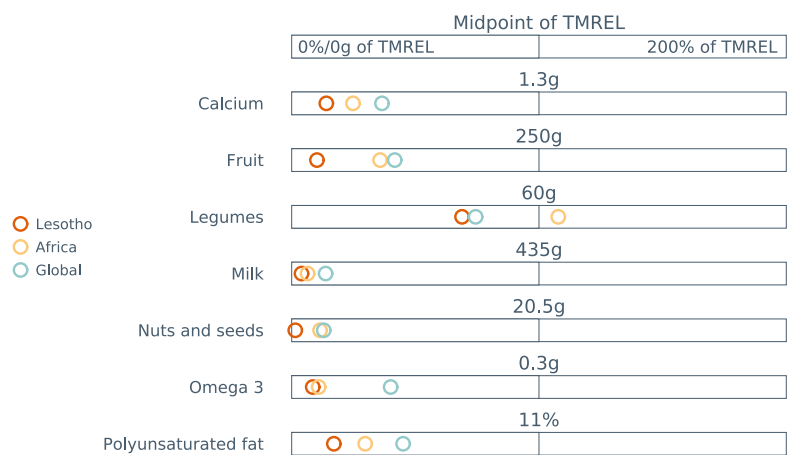 Midpoint of TMREL
0%/0g of TMREL
200% of TMREL
1.3g
Calcium
250g
Fruit
60g
Legumes
435g
Milk
20.5g
Nuts and seeds
0.3g
Omega 3
11%
Polyunsaturated fat
Lesotho
Africa
Global